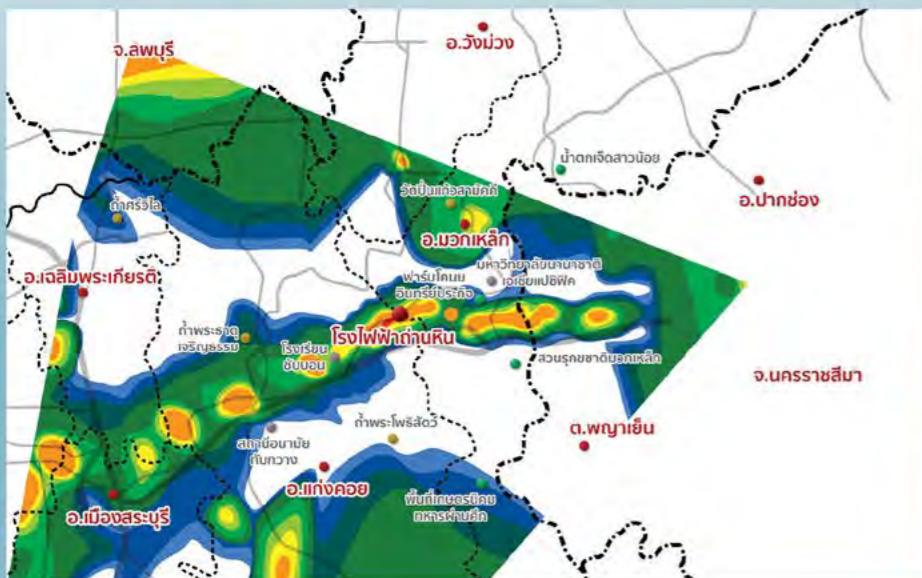 จ.ลพบุรี
อ.วังม่วง
น้ำตกเจ็ดสาวน้อย
อ.ปากช่อง
ถ้ำศรีวิไล
วัดปิ่นแก้วสามัคคี
อ.มวกเหล็ก
อ.เฉลิมพระเกียรติ
ฟาร์มโคนม
อินทรีย์ประกิจ
มหาวิทยาลัยนานาชาติ
เอเชียแปซิฟิค
ถ้ำพระธาตุ
เจริญธรรม
โรงเรียน
ซับบอน
โรงไฟฟ้าถ่านหิน
สวนรุกขชาติมวกเหล็ก
จ.นครราชสีมา
สถานีอนามัย
ทับกวาง
ถ้ำพระโพธิสัตว์
ต.พญาเย็น
อ.แก่งคอย
อ.เมืองสระบุรี
พื้นที่เกษตรนิคม
ทหารผ่านศึก